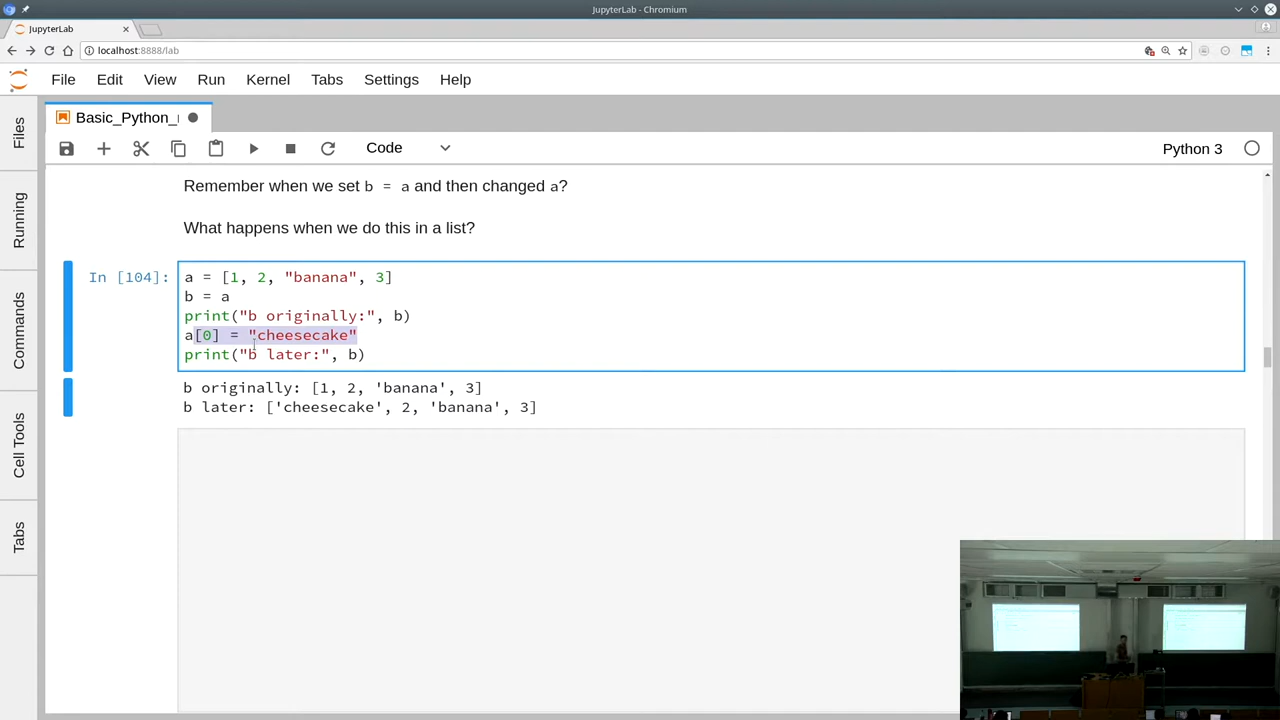 JupyterLab - Chromium
JupyterLab
localhost:8888/lab
File Edit View Run Kernel Tabs Settings Help
Basic_Python_
Code
Python 3
Files
Running
Commands
Cell Tools
Tabs
Remember when we set b = a and then changed a?
What happens when we do this in a list?
In [104]:
a = [1, 2, "banana", 3]
b = a
print("b originally:", b)
a[0] = "cheesecake"
print("b later:", b)
b originally: [1, 2, 'banana', 3]
b later: ['cheesecake', 2, 'banana', 3]